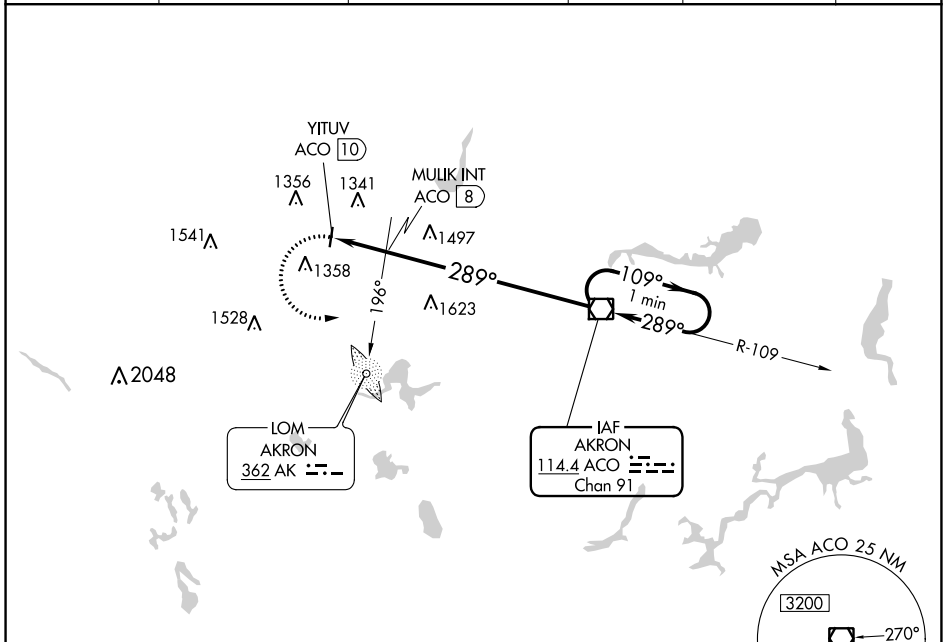 YITUV
ACO 10
MULIK INT
ACO 8
1356
1341
1497
1541
1358
289°
109°
1 min
289°
1623
196°
1528
R-109
2048
LOM
AKRON
362 AK
IAF
AKRON
114.4 ACO
Chan 91
MSA ACO 25 NM
3200
270°